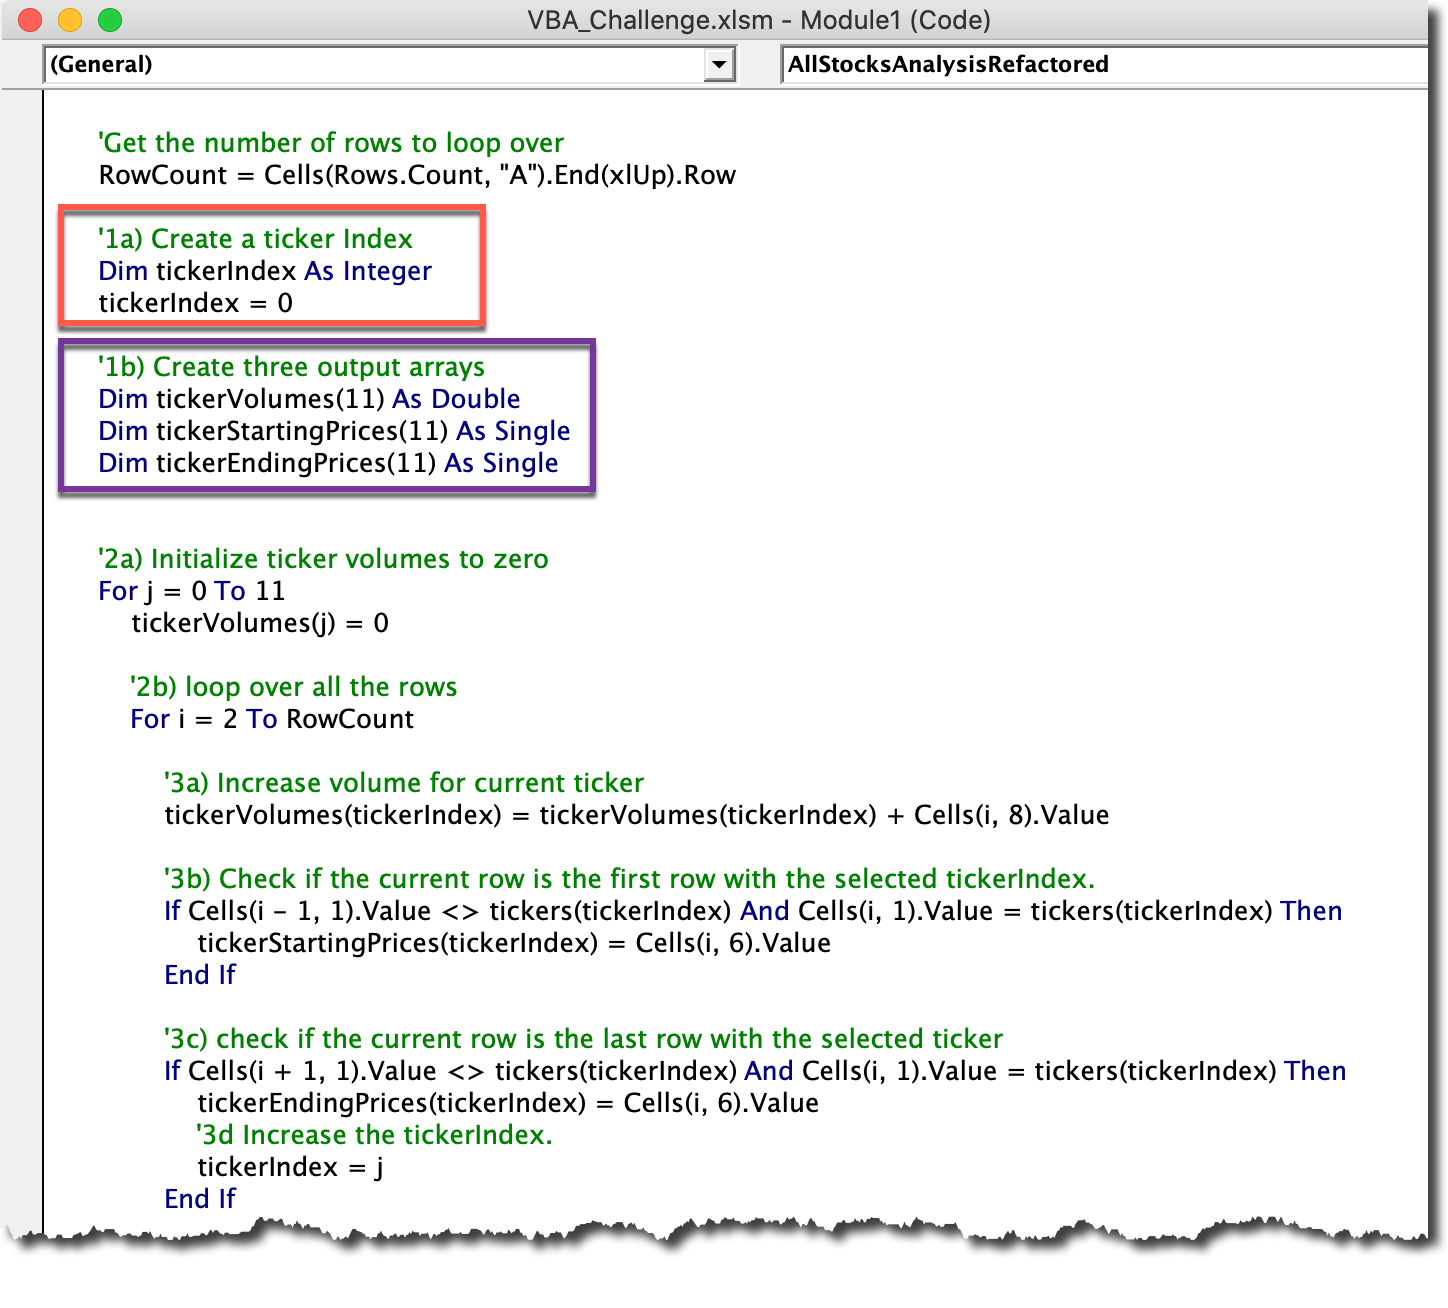 VBA_Challenge.xlsm - Module1 (Code)
(General)
AllStocksAnalysisRefactored
'Get the number of rows to loop over
RowCount = Cells(Rows.Count, "A").End(xlUp).Row
'1a) Create a ticker Index
Dim tickerIndex As Integer
tickerIndex = 0
'1b) Create three output arrays
Dim tickerVolumes(11) As Double
Dim tickerStartingPrices(11) As Single
Dim tickerEndingPrices(11) As Single
'2a) Initialize ticker volumes to zero
For j = 0 To 11
tickerVolumes(j) = 0
'2b) loop over all the rows
For i = 2 To RowCount
'3a) Increase volume for current ticker
tickerVolumes(tickerIndex) = tickerVolumes(tickerIndex) + Cells(i, 8).Value
'3b) Check if the current row is the first row with the selected tickerIndex.
If Cells(i - 1, 1).Value <> tickers(tickerIndex) And Cells(i, 1).Value = tickers(tickerIndex) Then
tickerStartingPrices(tickerIndex) = Cells(i, 6).Value
End If
'3c) check if the current row is the last row with the selected ticker
If Cells(i + 1, 1).Value <> tickers(tickerIndex) And Cells(i, 1).Value = tickers(tickerIndex) Then
tickerEndingPrices(tickerIndex) = Cells(i, 6).Value
'3d Increase the tickerIndex.
tickerIndex = j
End If